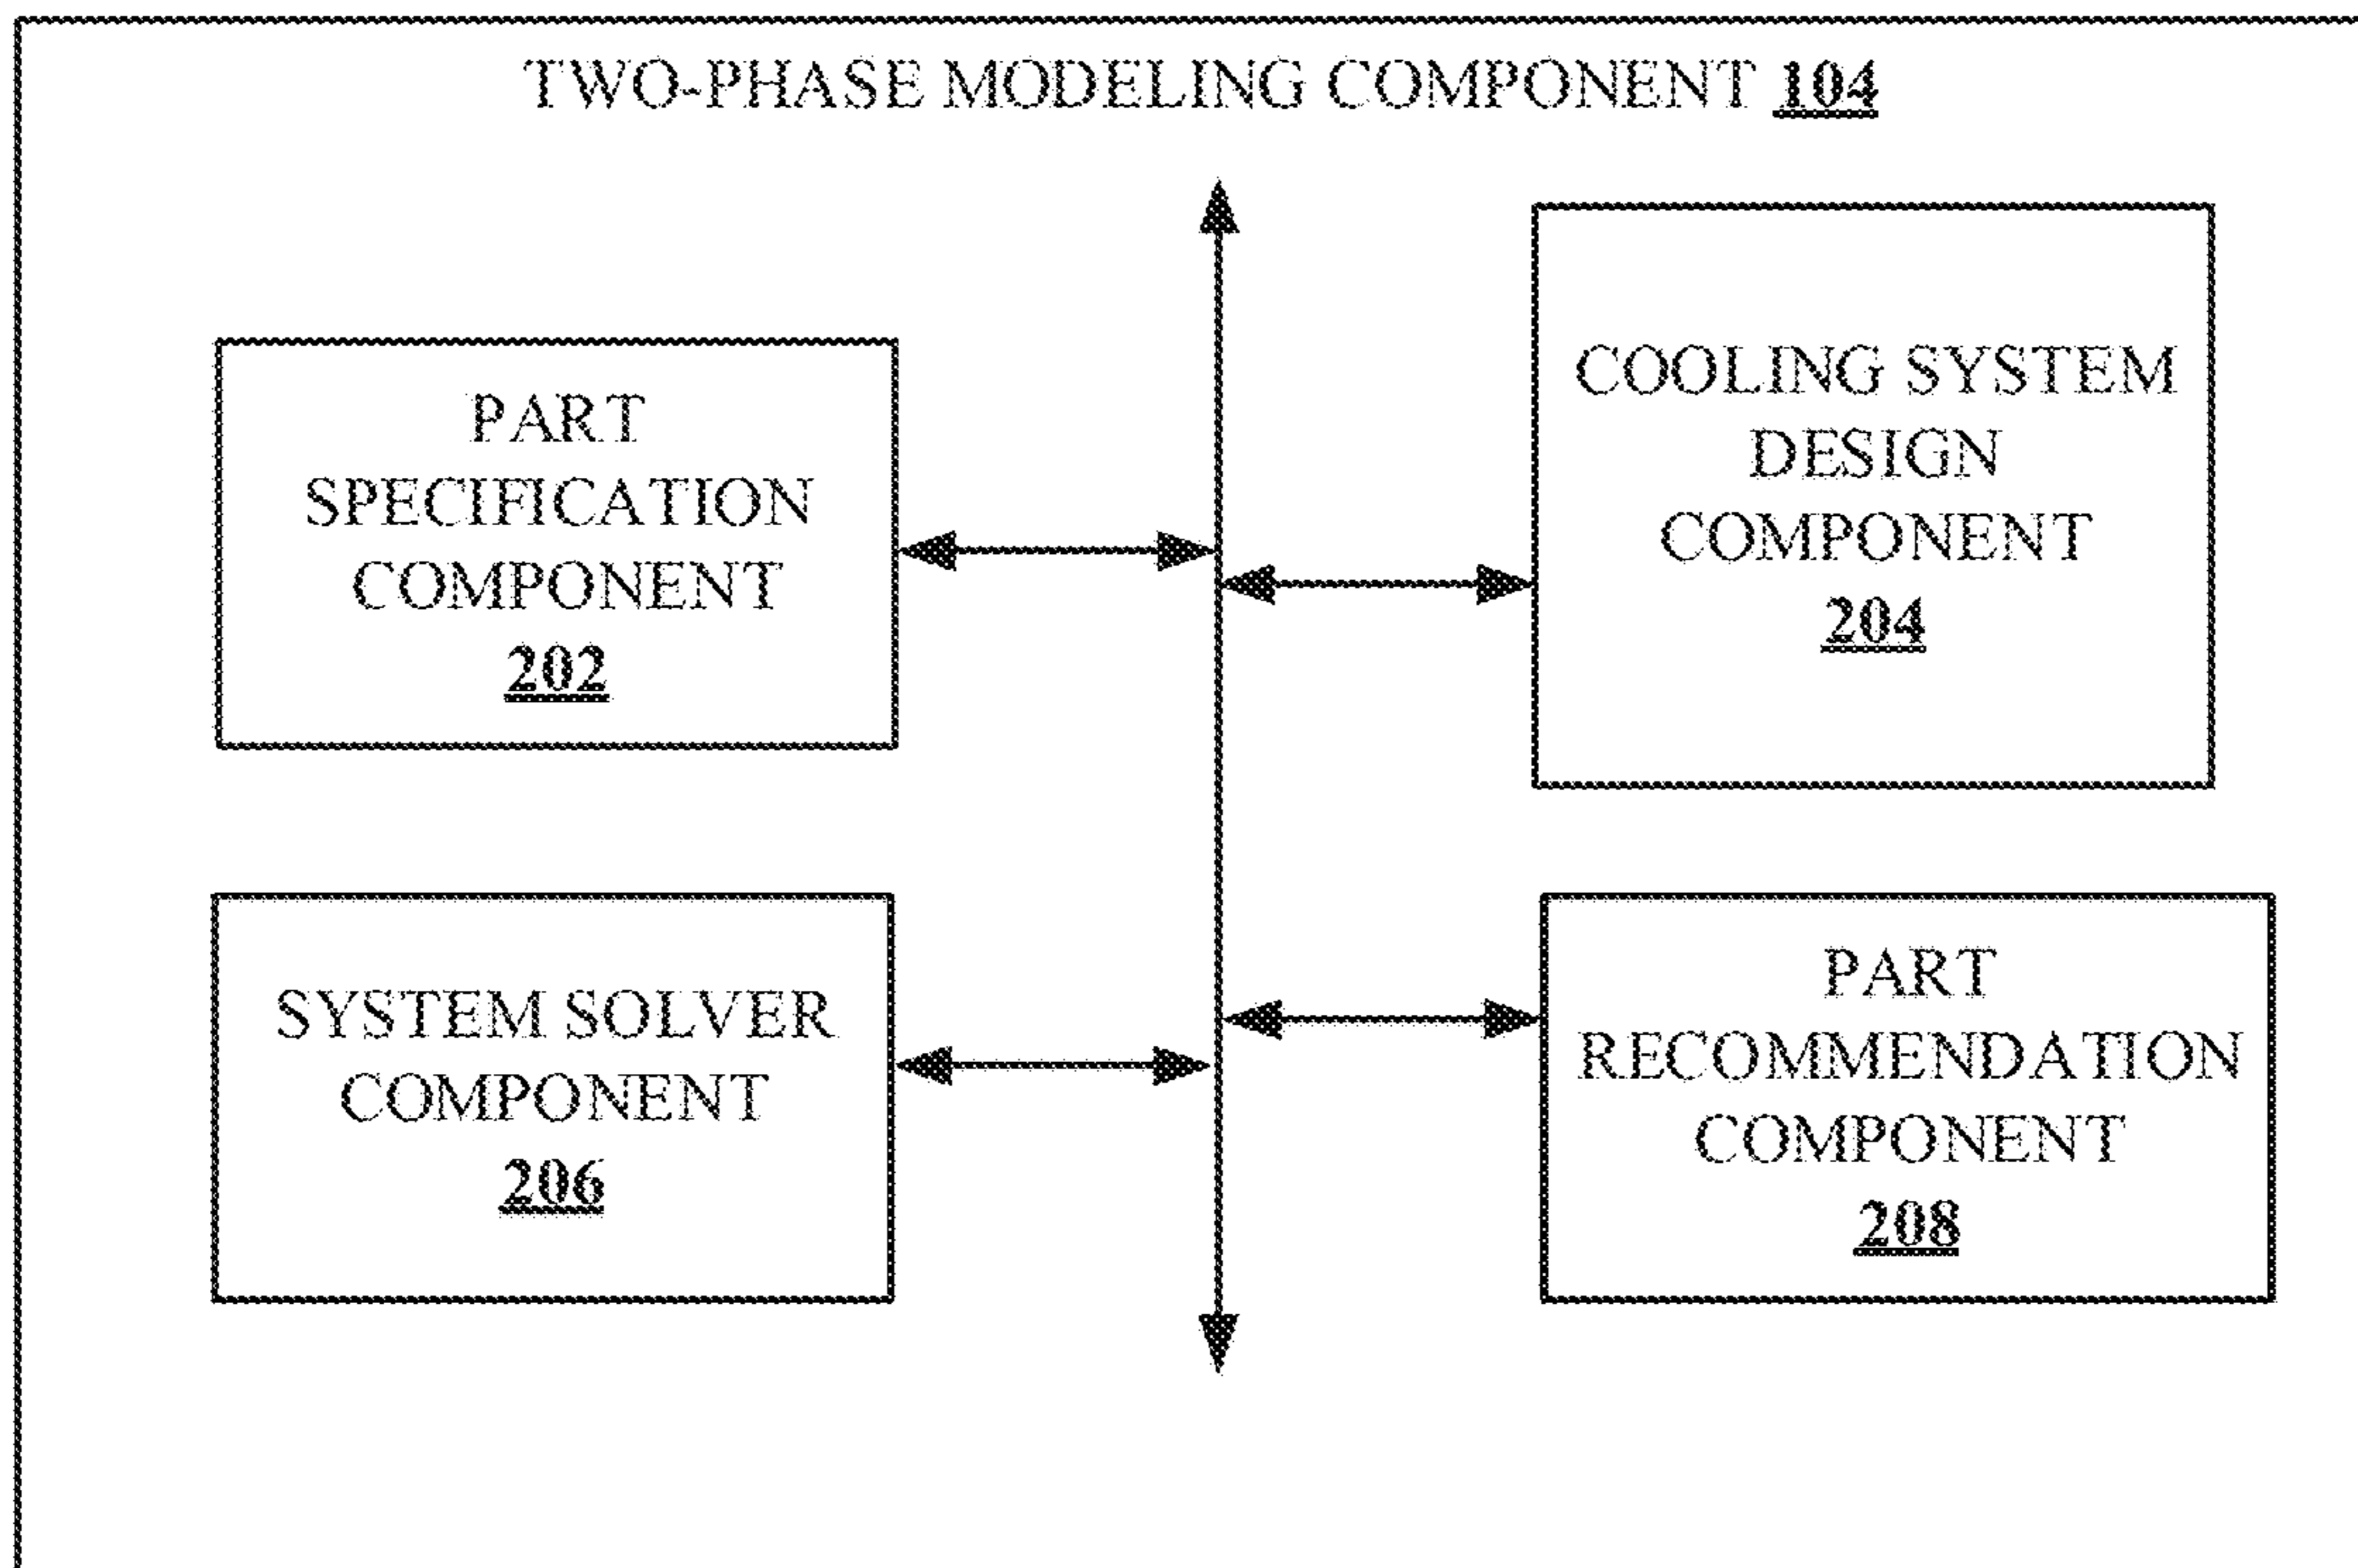 TWO-PHASE MODELING COMPONENT 104
PART
SPECIFICATION
COMPONENT
202
COOLING SYSTEM
DESIGN
COMPONENT
204
SYSTEM SOLVER
COMPONENT
206
PART
RECOMMENDATION
COMPONENT
208